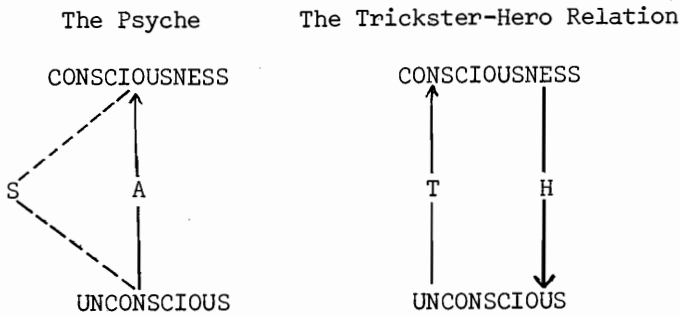 The Psyche
The Trickster-Hero Relation
CONSCIOUSNESS
CONSCIOUSNESS
S
A
T
H
UNCONSCIOUS
UNCONSCIOUS